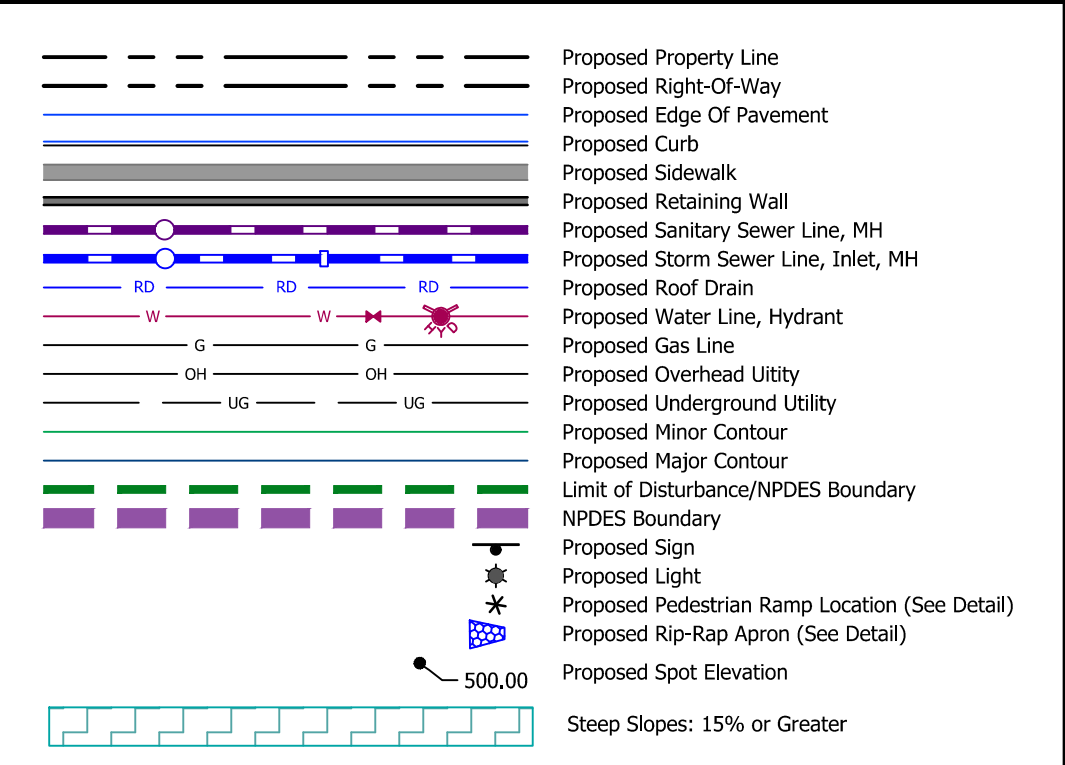 Proposed Property Line
Proposed Right-Of-Way
Proposed Edge Of Pavement
Proposed Curb
Proposed Sidewalk
Proposed Retaining Wall
Proposed Sanitary Sewer Line, MH
Proposed Storm Sewer Line, Inlet, MH
RD RD RD Proposed Roof Drain
W W HYD Proposed Water Line, Hydrant
G G Proposed Gas Line
OH OH Proposed Overhead Uitity
UG UG Proposed Underground Utility
Proposed Minor Contour
Proposed Major Contour
Limit of Disturbance/NPDES Boundary
NPDES Boundary
Proposed Sign
Proposed Light
Proposed Pedestrian Ramp Location (See Detail)
Proposed Rip-Rap Apron (See Detail)
500.00 Proposed Spot Elevation
Steep Slopes: 15% or Greater